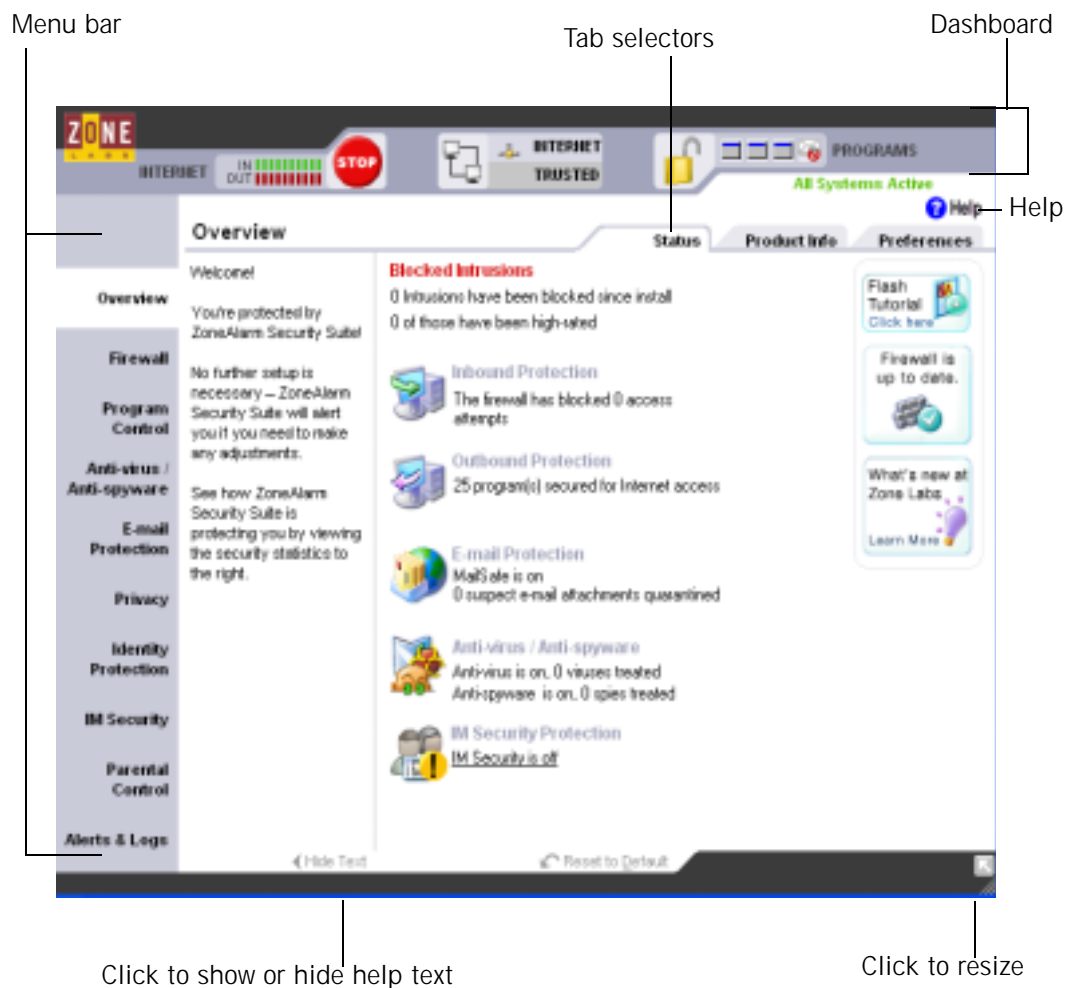 Menu bar
Tab selectors
Dashboard
ZONE
LABS
INTERNET
IN
OUT
STOP
INTERNET
TRUSTED
PROGRAMS
All Systems Active
Help
Help
Overview
Status
Product Info
Preferences
Overview
Firewall
Program
Control
Anti-virus /
Anti-spyware
E-mail
Protection
Privacy
Identity
Protection
IM Security
Parental
Control
Alerts & Logs
Welcome!
You're protected by
ZoneAlarm Security Suite!
No further setup is
necessary – ZoneAlarm
Security Suite will alert
you if you need to make
any adjustments.
See how ZoneAlarm
Security Suite is
protecting you by viewing
the security statistics to
the right.
Blocked Intrusions
0 Intrusions have been blocked since install
0 of those have been high-rated
Inbound Protection
The firewall has blocked 0 access
attempts
Outbound Protection
25 program(s) secured for Internet access
E-mail Protection
MailSafe is on
0 suspect e-mail attachments quarantined
Anti-virus / Anti-spyware
Anti-virus is on, 0 viruses treated
Anti-spyware is on, 0 spies treated
IM Security Protection
IM Security is off
Flash
Tutorial
Click here
Firewall is
up to date.
What's new at
Zone Labs
Learn More
Hide Text
Reset to Default
Click to show or hide help text
Click to resize